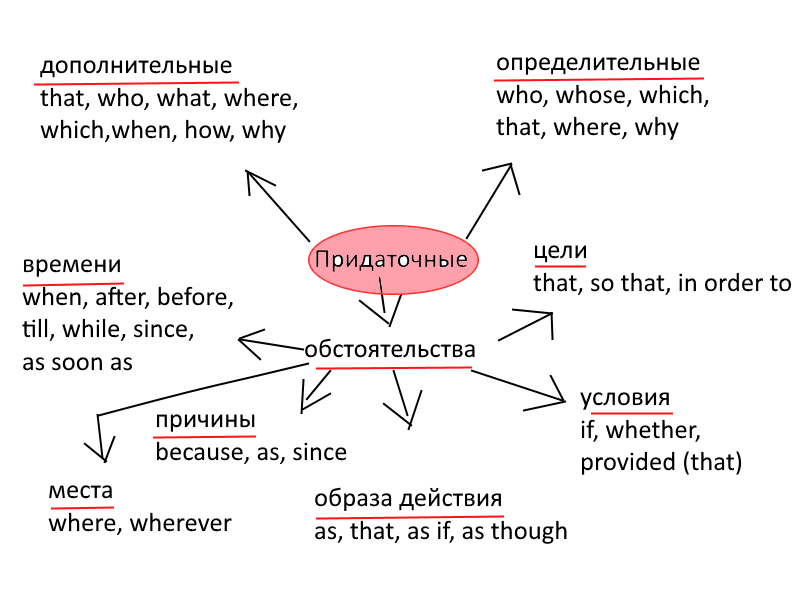 дополнительные
that, who, what, where,
which,when, how, why
определительные
who, whose, which,
that, where, why
Придаточные
цели
that, so that, in order to
времени
when, after, before,
till, while, since,
as soon as
обстоятельства
условия
if, whether,
provided (that)
причины
because, as, since
места
where, wherever
образа действия
as, that, as if, as though